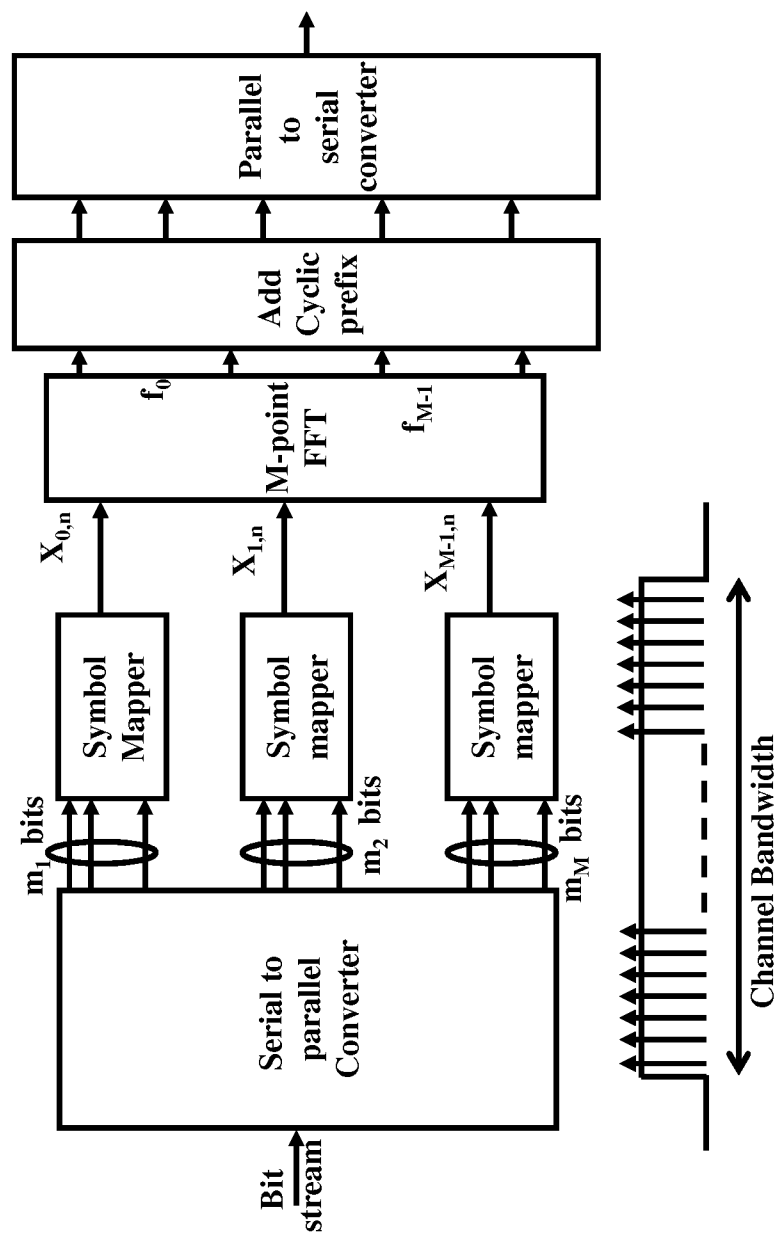 Bit
stream
Serial to
parallel
Converter
m1 bits
m2 bits
mM bits
Symbol
Mapper
Symbol
mapper
Symbol
mapper
X0,n
X1,n
XM-1,n
M-point
FFT
f0
fM-1
Add
Cyclic
prefix
Parallel
to
serial
converter
Channel Bandwidth